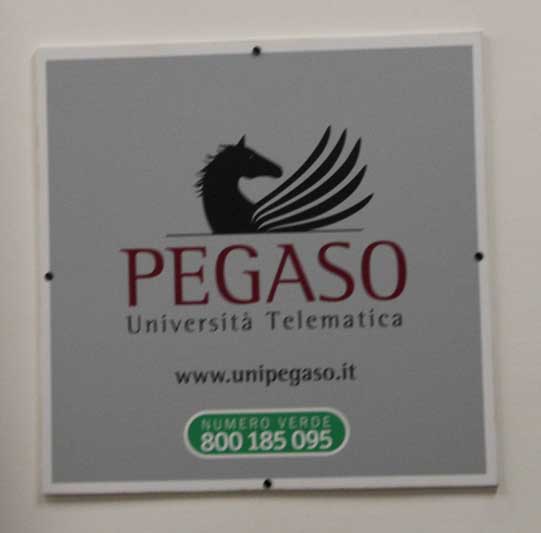 PEGASO
Università Telematica
www.unipegaso.it
NUMERO VERDE
800 185 095